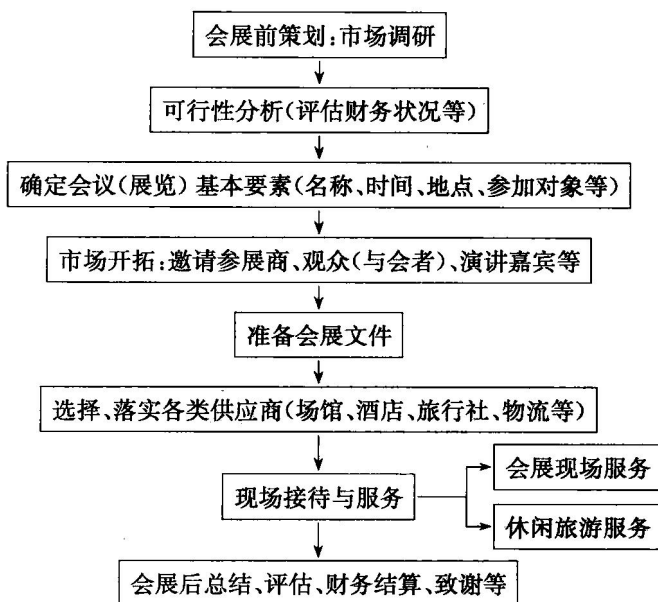 会展前策划:市场调研
可行性分析(评估财务状况等)
确定会议(展览)基本要素(名称、时间、地点、参加对象等)
市场开拓:邀请参展商、观众(与会者)、演讲嘉宾等
准备会展文件
选择、落实各类供应商(场馆、酒店、旅行社、物流等)
现场接待与服务
会展现场服务
休闲旅游服务
会展后总结、评估、财务结算、致谢等